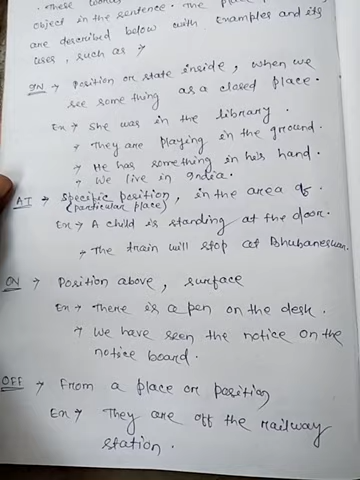 . These words
object in the sentence. The place
are described below with examples and its
uses, such as →
IN → Position or state inside, when we
see something as a closed place.
Ex → She was in the library.
→ They are playing in the ground.
→ He has something in his hand.
→ We live in India.
AT → Specific position, in the area of.
(particular place)
Ex → A child is standing at the door.
→ The train will stop at Bhubaneswar.
ON → Position above, surface
Ex → There is a pen on the desk.
→ We have seen the notice on the
notice board.
OFF → From a place or position
Ex → They are off the railway
station.